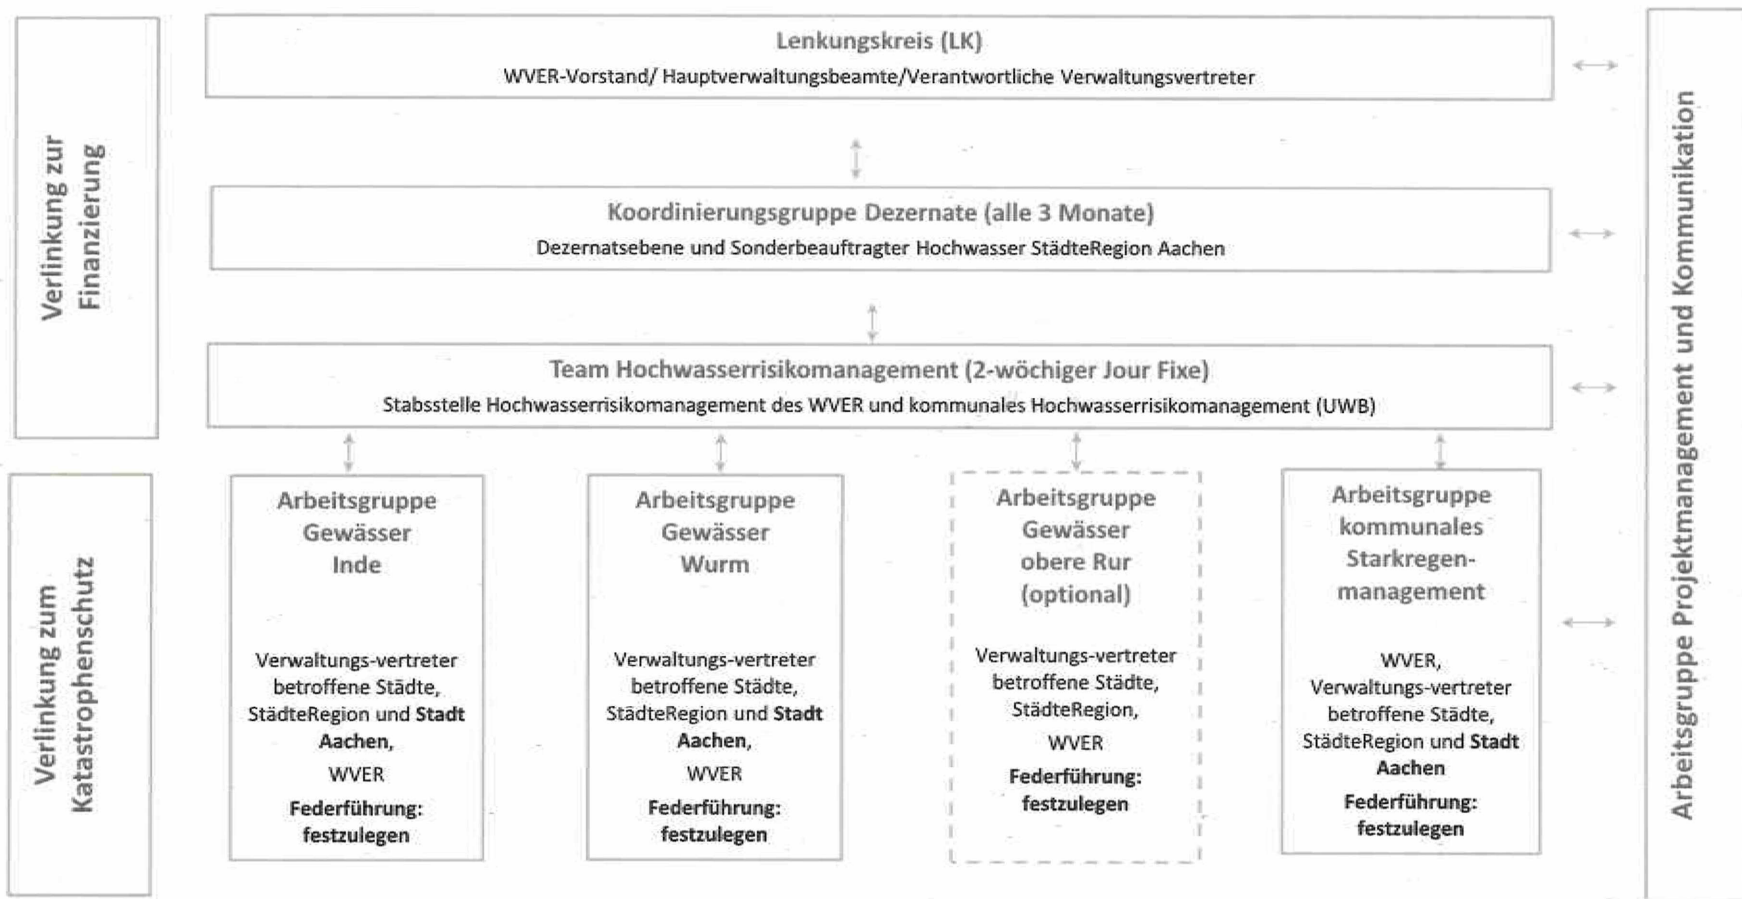 Lenkungskreis (LK)
WVER-Vorstand/ Hauptverwaltungsbeamte/Verantwortliche Verwaltungsvertreter
Verlinkung zur
Finanzierung
Koordinierungsgruppe Dezernate (alle 3 Monate)
Dezernatsebene und Sonderbeauftragter Hochwasser StädteRegion Aachen
Team Hochwasserrisikomanagement (2-wöchiger Jour Fixe)
Stabsstelle Hochwasserrisikomanagement des WVER und kommunales Hochwasserrisikomanagement (UWB)
Verlinkung zum
Katastrophenschutz
Arbeitsgruppe
Gewässer
Inde
Verwaltungs-vertreter
betroffene Städte,
StädteRegion und Stadt
Aachen,
WVER
Federführung:
festzulegen
Arbeitsgruppe
Gewässer
Wurm
Verwaltungs-vertreter
betroffene Städte,
StädteRegion und Stadt
Aachen,
WVER
Federführung:
festzulegen
Arbeitsgruppe
Gewässer
obere Rur
(optional)
Verwaltungs-vertreter
betroffene Städte,
StädteRegion,
WVER
Federführung:
festzulegen
Arbeitsgruppe
kommunales
Starkregen-
management
WVER,
Verwaltungs-vertreter
betroffene Städte,
StädteRegion und Stadt
Aachen
Federführung:
festzulegen
Arbeitsgruppe Projektmanagement und Kommunikation